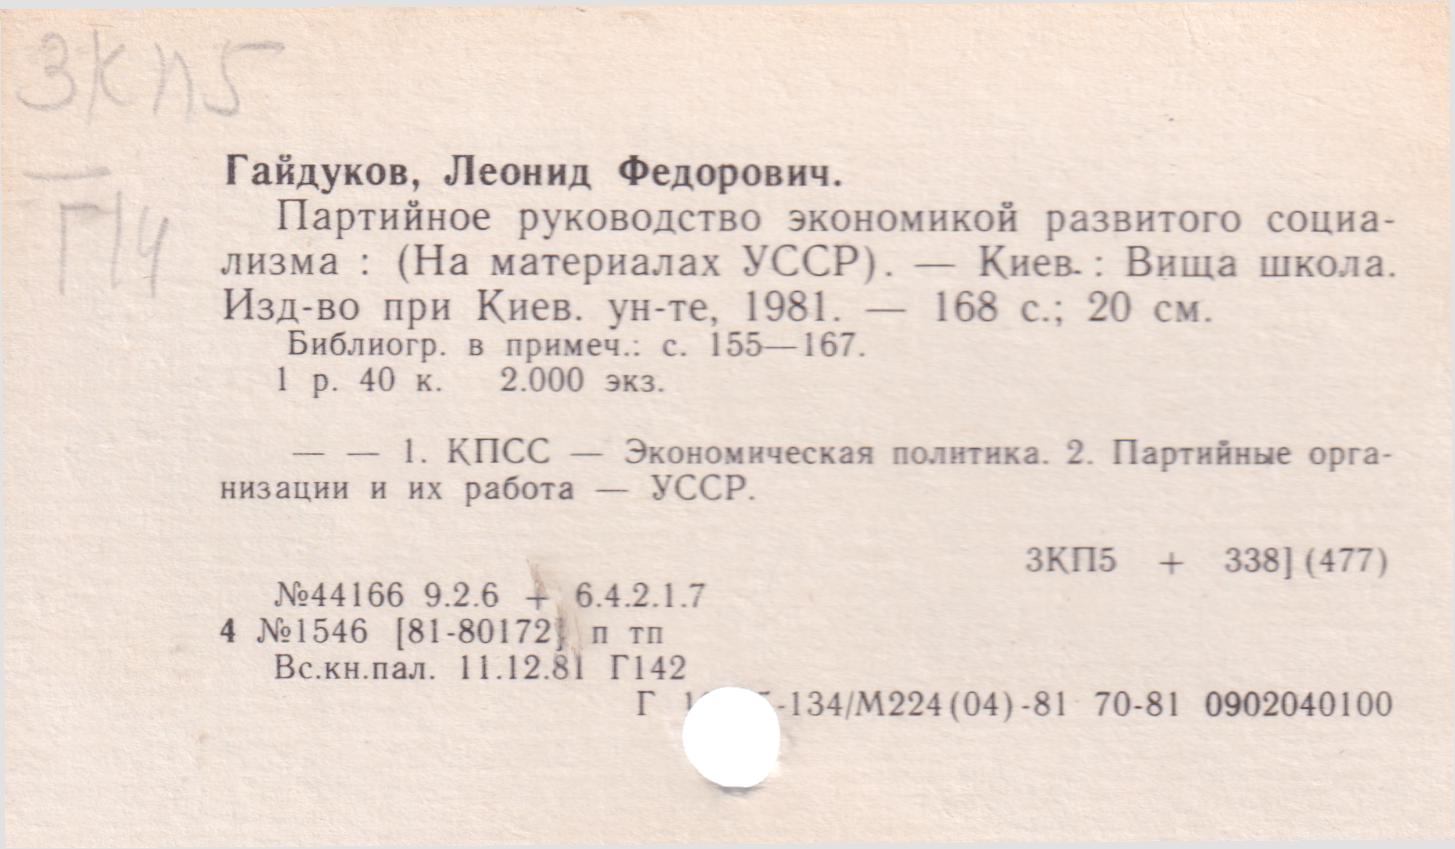 3КП5
—
Г14
Гайдуков, Леонид Федорович.
Партийное руководство экономикой развитого социа-
лизма : (На материалах УССР). — Киев. : Вища школа.
Изд-во при Киев. ун-те, 1981. — 168 с.; 20 см.
Библиогр. в примеч.: с. 155—167.
1 р. 40 к. 2.000 экз.
— — 1. КПСС — Экономическая политика. 2. Партийные орга-
низации и их работа — УССР.
3КП5 + 338] (477)
№44166 9.2.6 + 6.4.2.1.7
4 №1546 [81-80172] п тп
Вс.кн.пал. 11.12.81 Г142
Г -134/М224(04)-81 70-81 0902040100